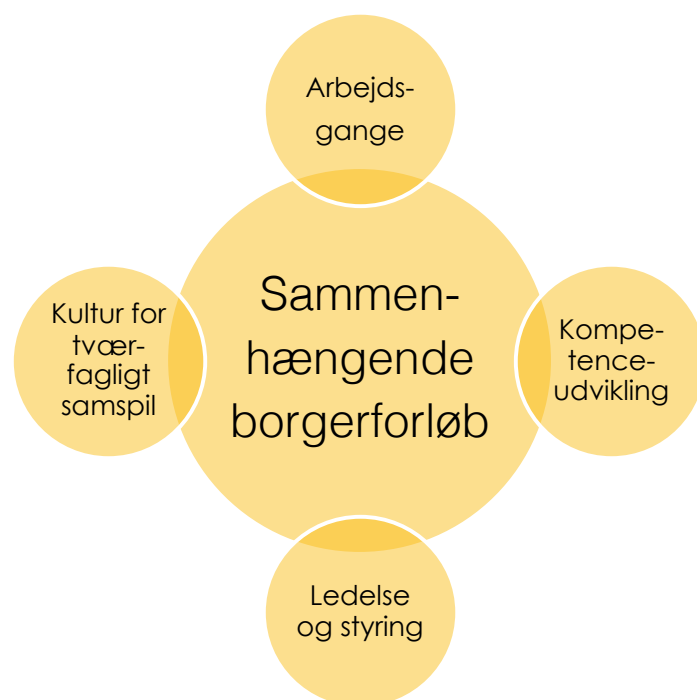 Arbejds-
gange
Kultur for
tvær-
fagligt
samspil
Sammen-
hængende
borgerforløb
Kompe-
tence-
udvikling
Ledelse
og styring